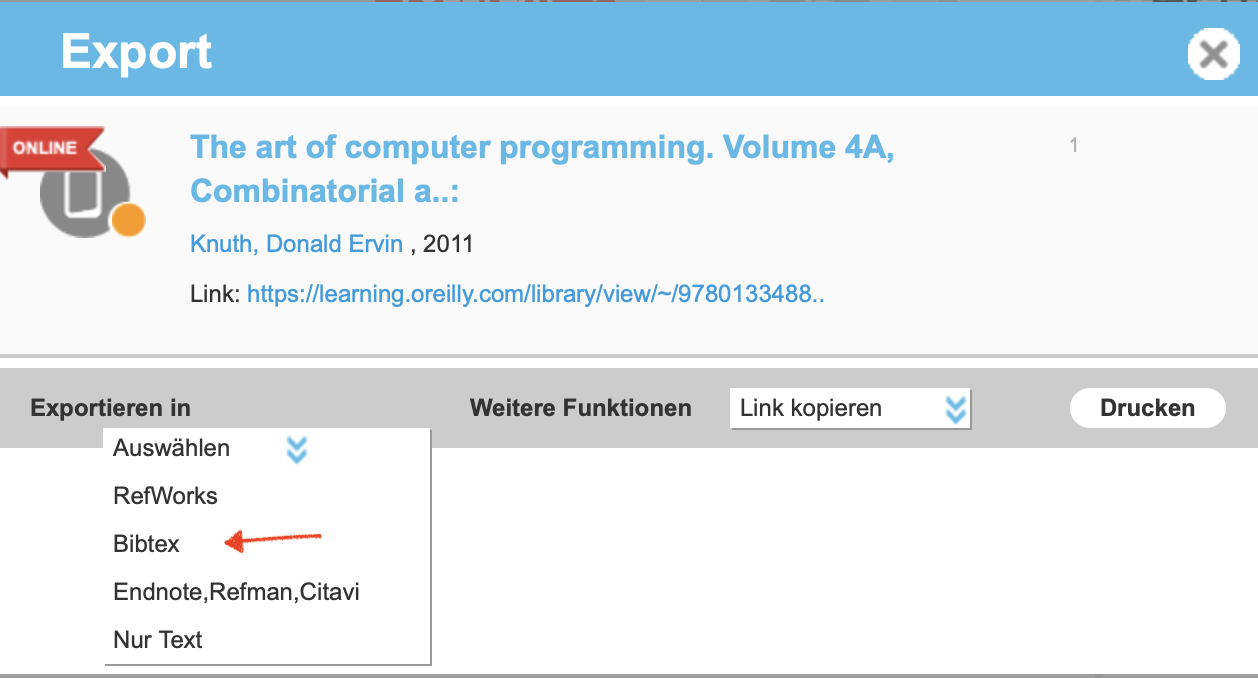 Export
ONLINE
The art of computer programming. Volume 4A,
1
Combinatorial a..:
Knuth, Donald Ervin , 2011
Link: https://learning.oreilly.com/library/view/~/9780133488..
Exportieren in
Weitere Funktionen
Link kopieren
Drucken
Auswählen
RefWorks
Bibtex
Endnote,Refman,Citavi
Nur Text